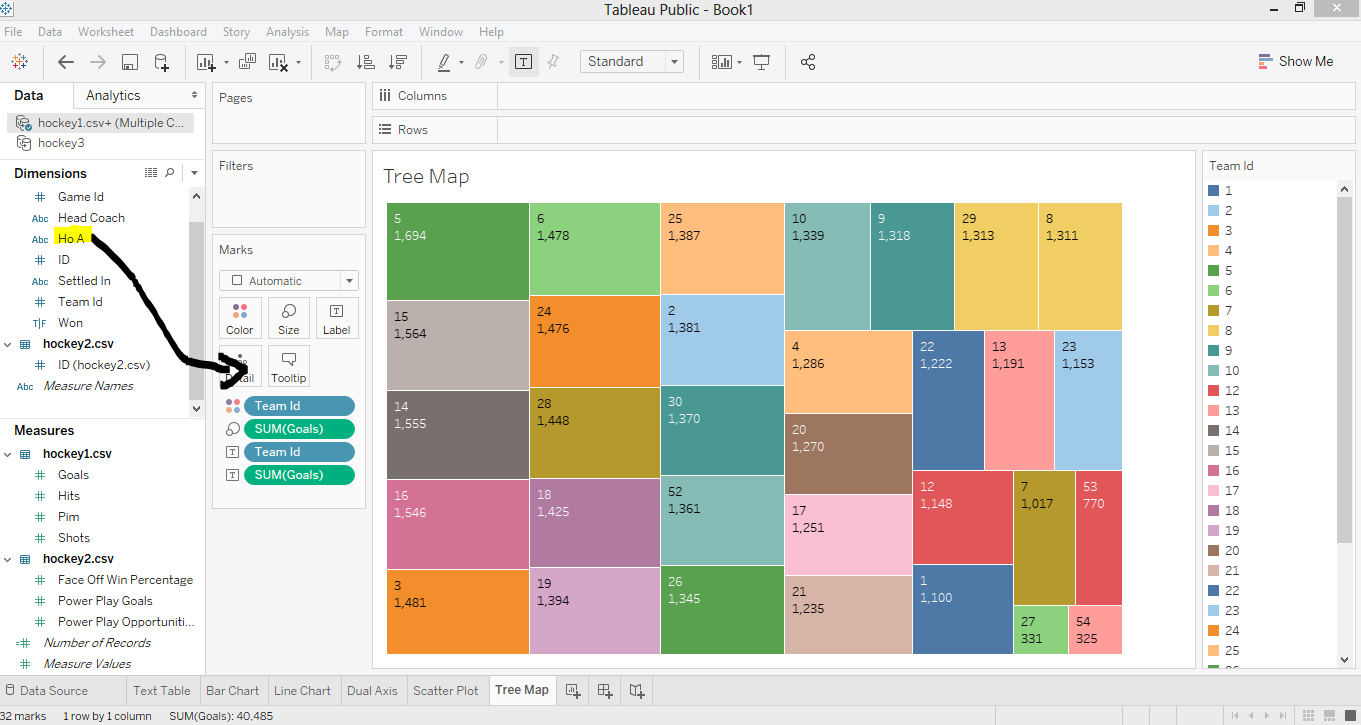 Tableau Public - Book1
File Data Worksheet Dashboard Story Analysis Map Format Window Help
Standard
Show Me
Data Analytics
Pages
Columns
hockey1.csv+ (Multiple C...
hockey3
Rows
Dimensions
Filters
Game Id
Abc Head Coach
Abc Ho A
ID
Abc Settled In
Team Id
T|F Won
hockey2.csv
ID (hockey2.csv)
Abc Measure Names
Measures
hockey1.csv
Goals
Hits
Pim
Shots
hockey2.csv
Face Off Win Percentage
Power Play Goals
Power Play Opportuniti...
Number of Records
Measure Values
Marks
Automatic
Color Size Label
Tooltip
Team Id
SUM(Goals)
Team Id
SUM(Goals)
Tree Map
5
1,694
15
1,564
14
1,555
16
1,546
3
1,481
6
1,478
24
1,476
28
1,448
18
1,425
19
1,394
25
1,387
2
1,381
30
1,370
52
1,361
26
1,345
10
1,339
9
1,318
29
1,313
8
1,311
4
1,286
20
1,270
17
1,251
21
1,235
22
1,222
13
1,191
23
1,153
12
1,148
1
1,100
7
1,017
53
770
27
331
54
325
Team Id
1
2
3
4
5
6
7
8
9
10
12
13
14
15
16
17
18
19
20
21
22
23
24
25
Data Source Text Table Bar Chart Line Chart Dual Axis Scatter Plot Tree Map
32 marks 1 row by 1 column SUM(Goals): 40,485